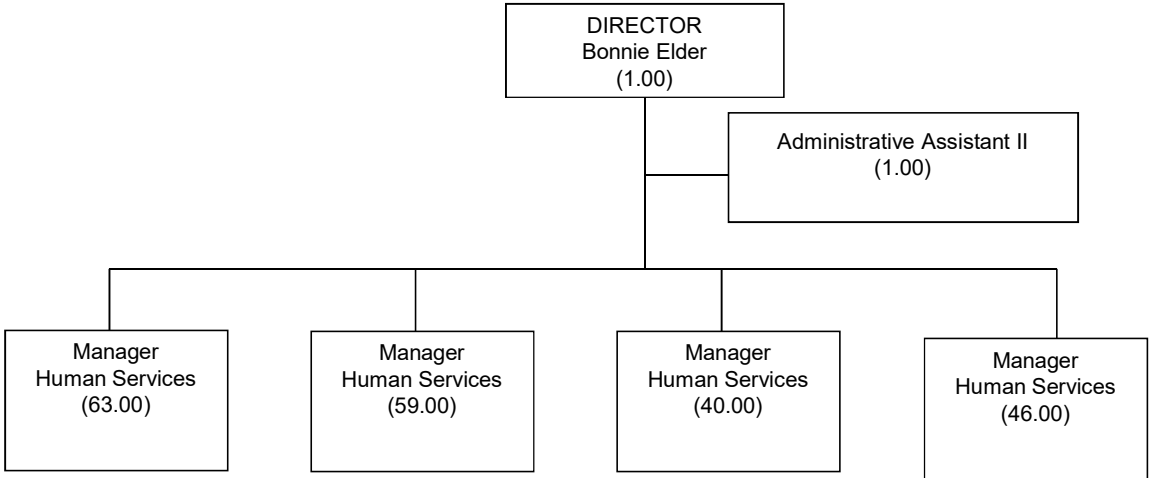 DIRECTOR
Bonnie Elder
(1.00)
Administrative Assistant II
(1.00)
Manager
Human Services
(63.00)
Manager
Human Services
(59.00)
Manager
Human Services
(40.00)
Manager
Human Services
(46.00)